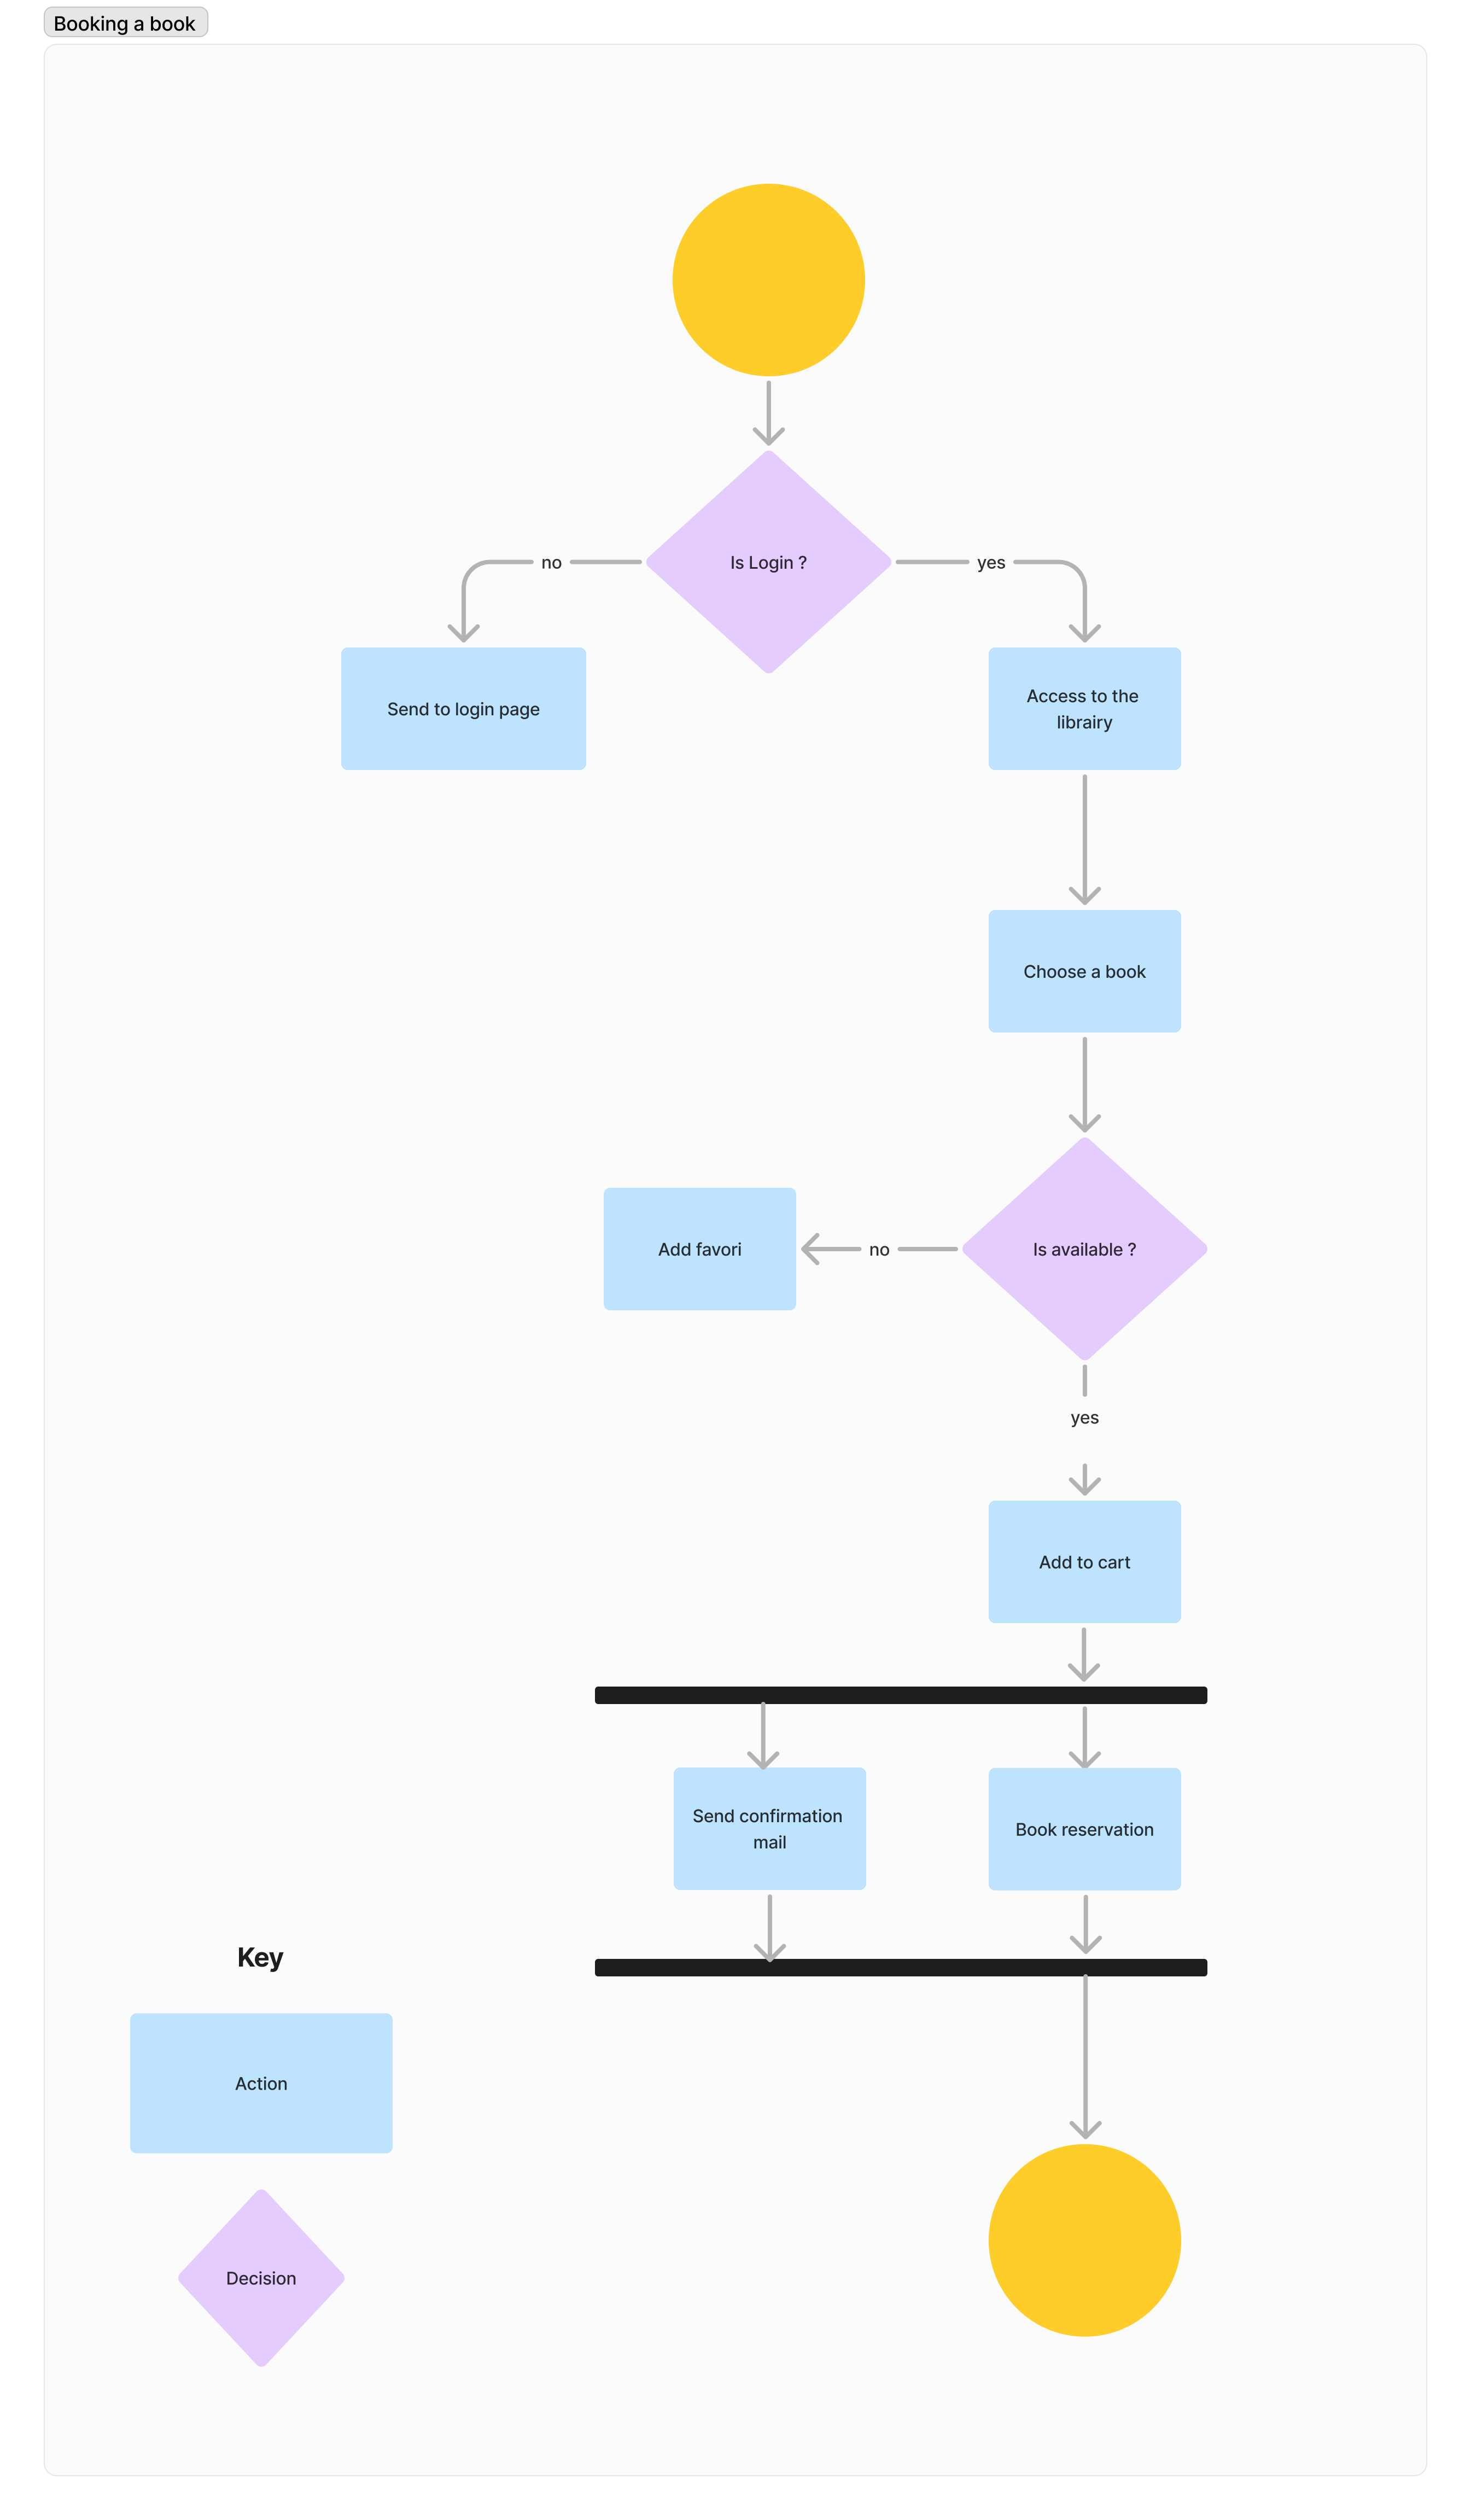 Booking a book
Is Login ?
no
yes
Send to login page
Access to the
librairy
Choose a book
Is available ?
no
Add favori
yes
Add to cart
Send confirmation
mail
Book reservation
Key
Action
Decision